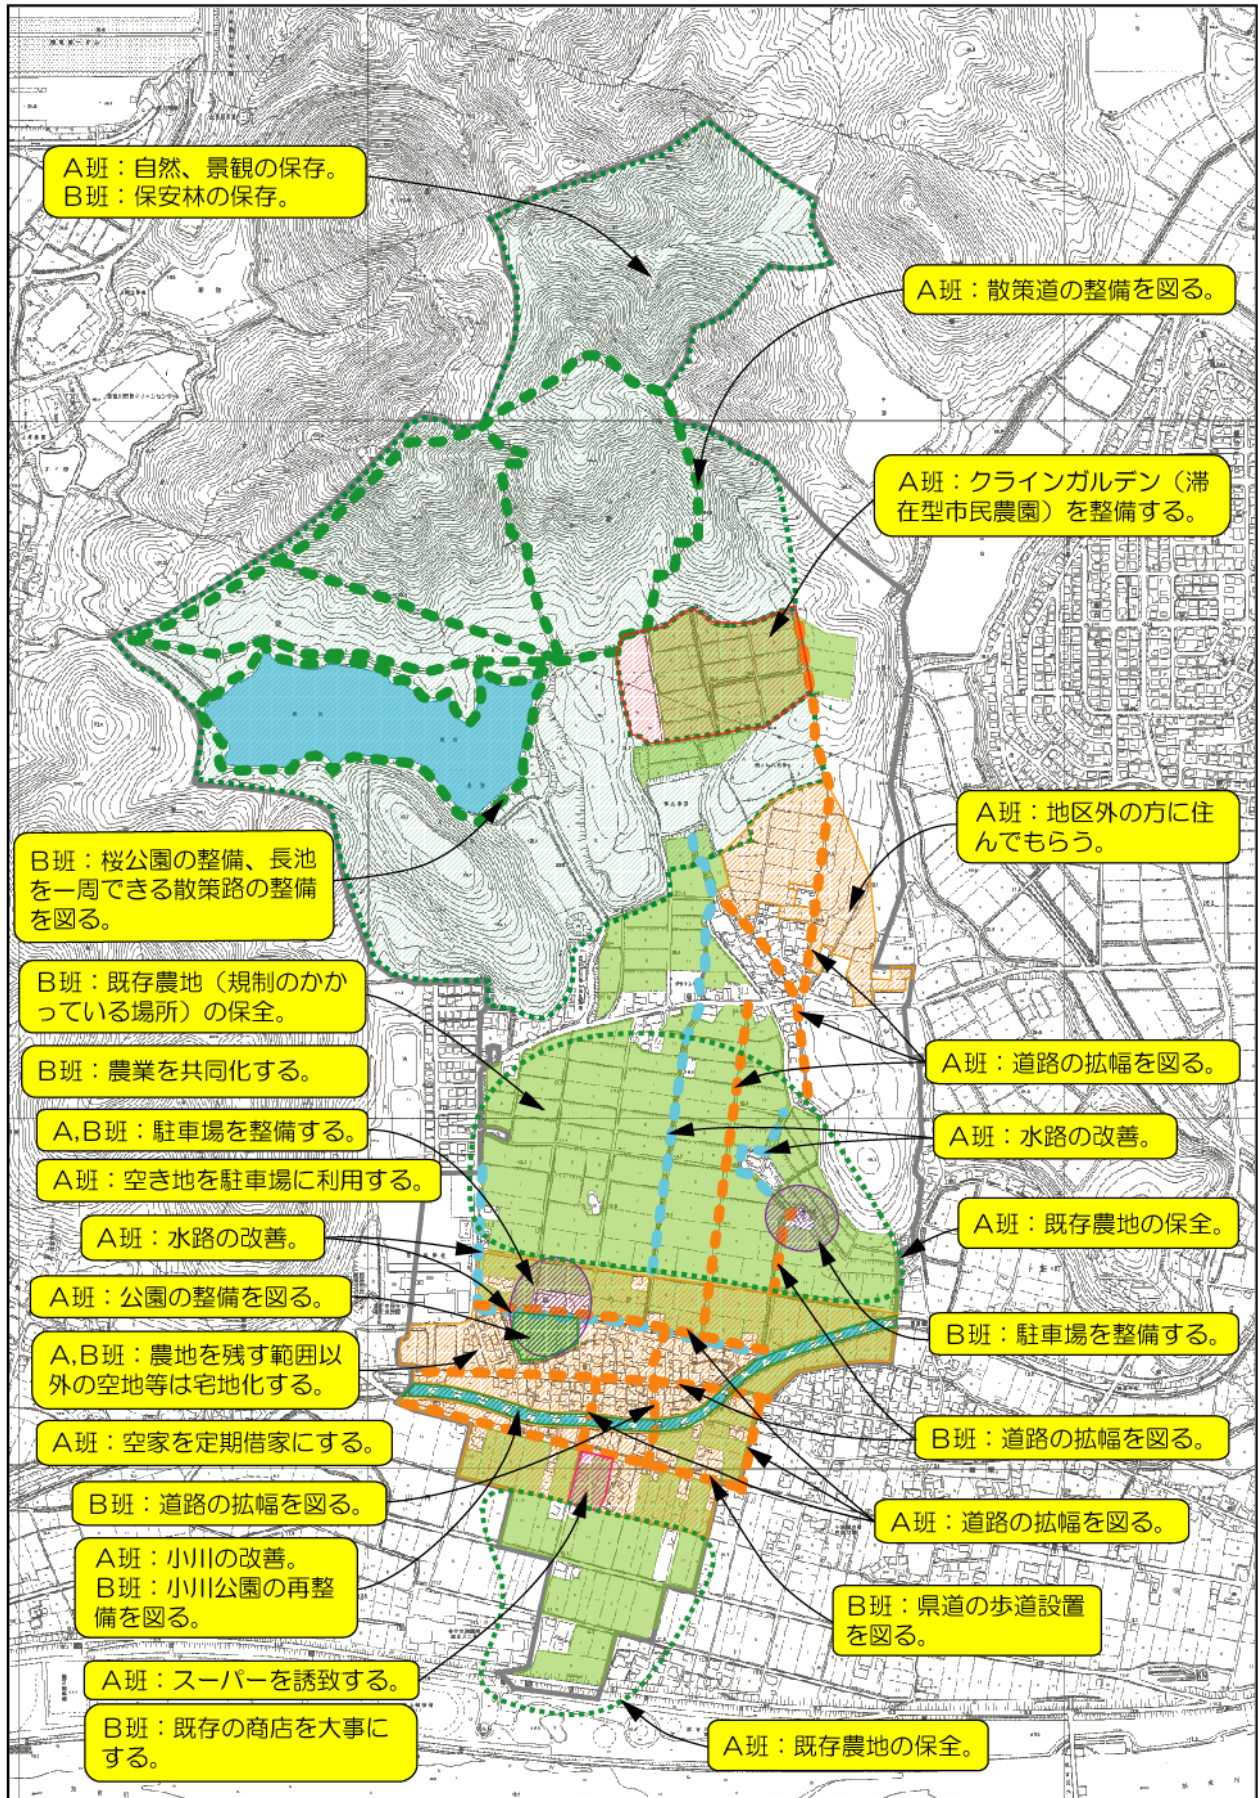 A班：自然、景観の保存。
B班：保安林の保存。
A班：散策道の整備を図る。
A班：クラインガルデン（滞
在型市民農園）を整備する。
A班：地区外の方に住
んでもらう。
B班：桜公園の整備、長池
を一周できる散策路の整備
を図る。
B班：既存農地（規制のかか
っている場所）の保全。
B班：農業を共同化する。
A班：道路の拡幅を図る。
A,B班：駐車場を整備する。
A班：水路の改善。
A班：空き地を駐車場に利用する。
A班：既存農地の保全。
A班：水路の改善。
A班：公園の整備を図る。
B班：駐車場を整備する。
A,B班：農地を残す範囲以
外の空地等は宅地化する。
A班：空家を定期借家にする。
B班：道路の拡幅を図る。
B班：道路の拡幅を図る。
A班：道路の拡幅を図る。
A班：小川の改善。
B班：小川公園の再整
備を図る。
B班：県道の歩道設置
を図る。
A班：スーパーを誘致する。
B班：既存の商店を大事に
する。
A班：既存農地の保全。